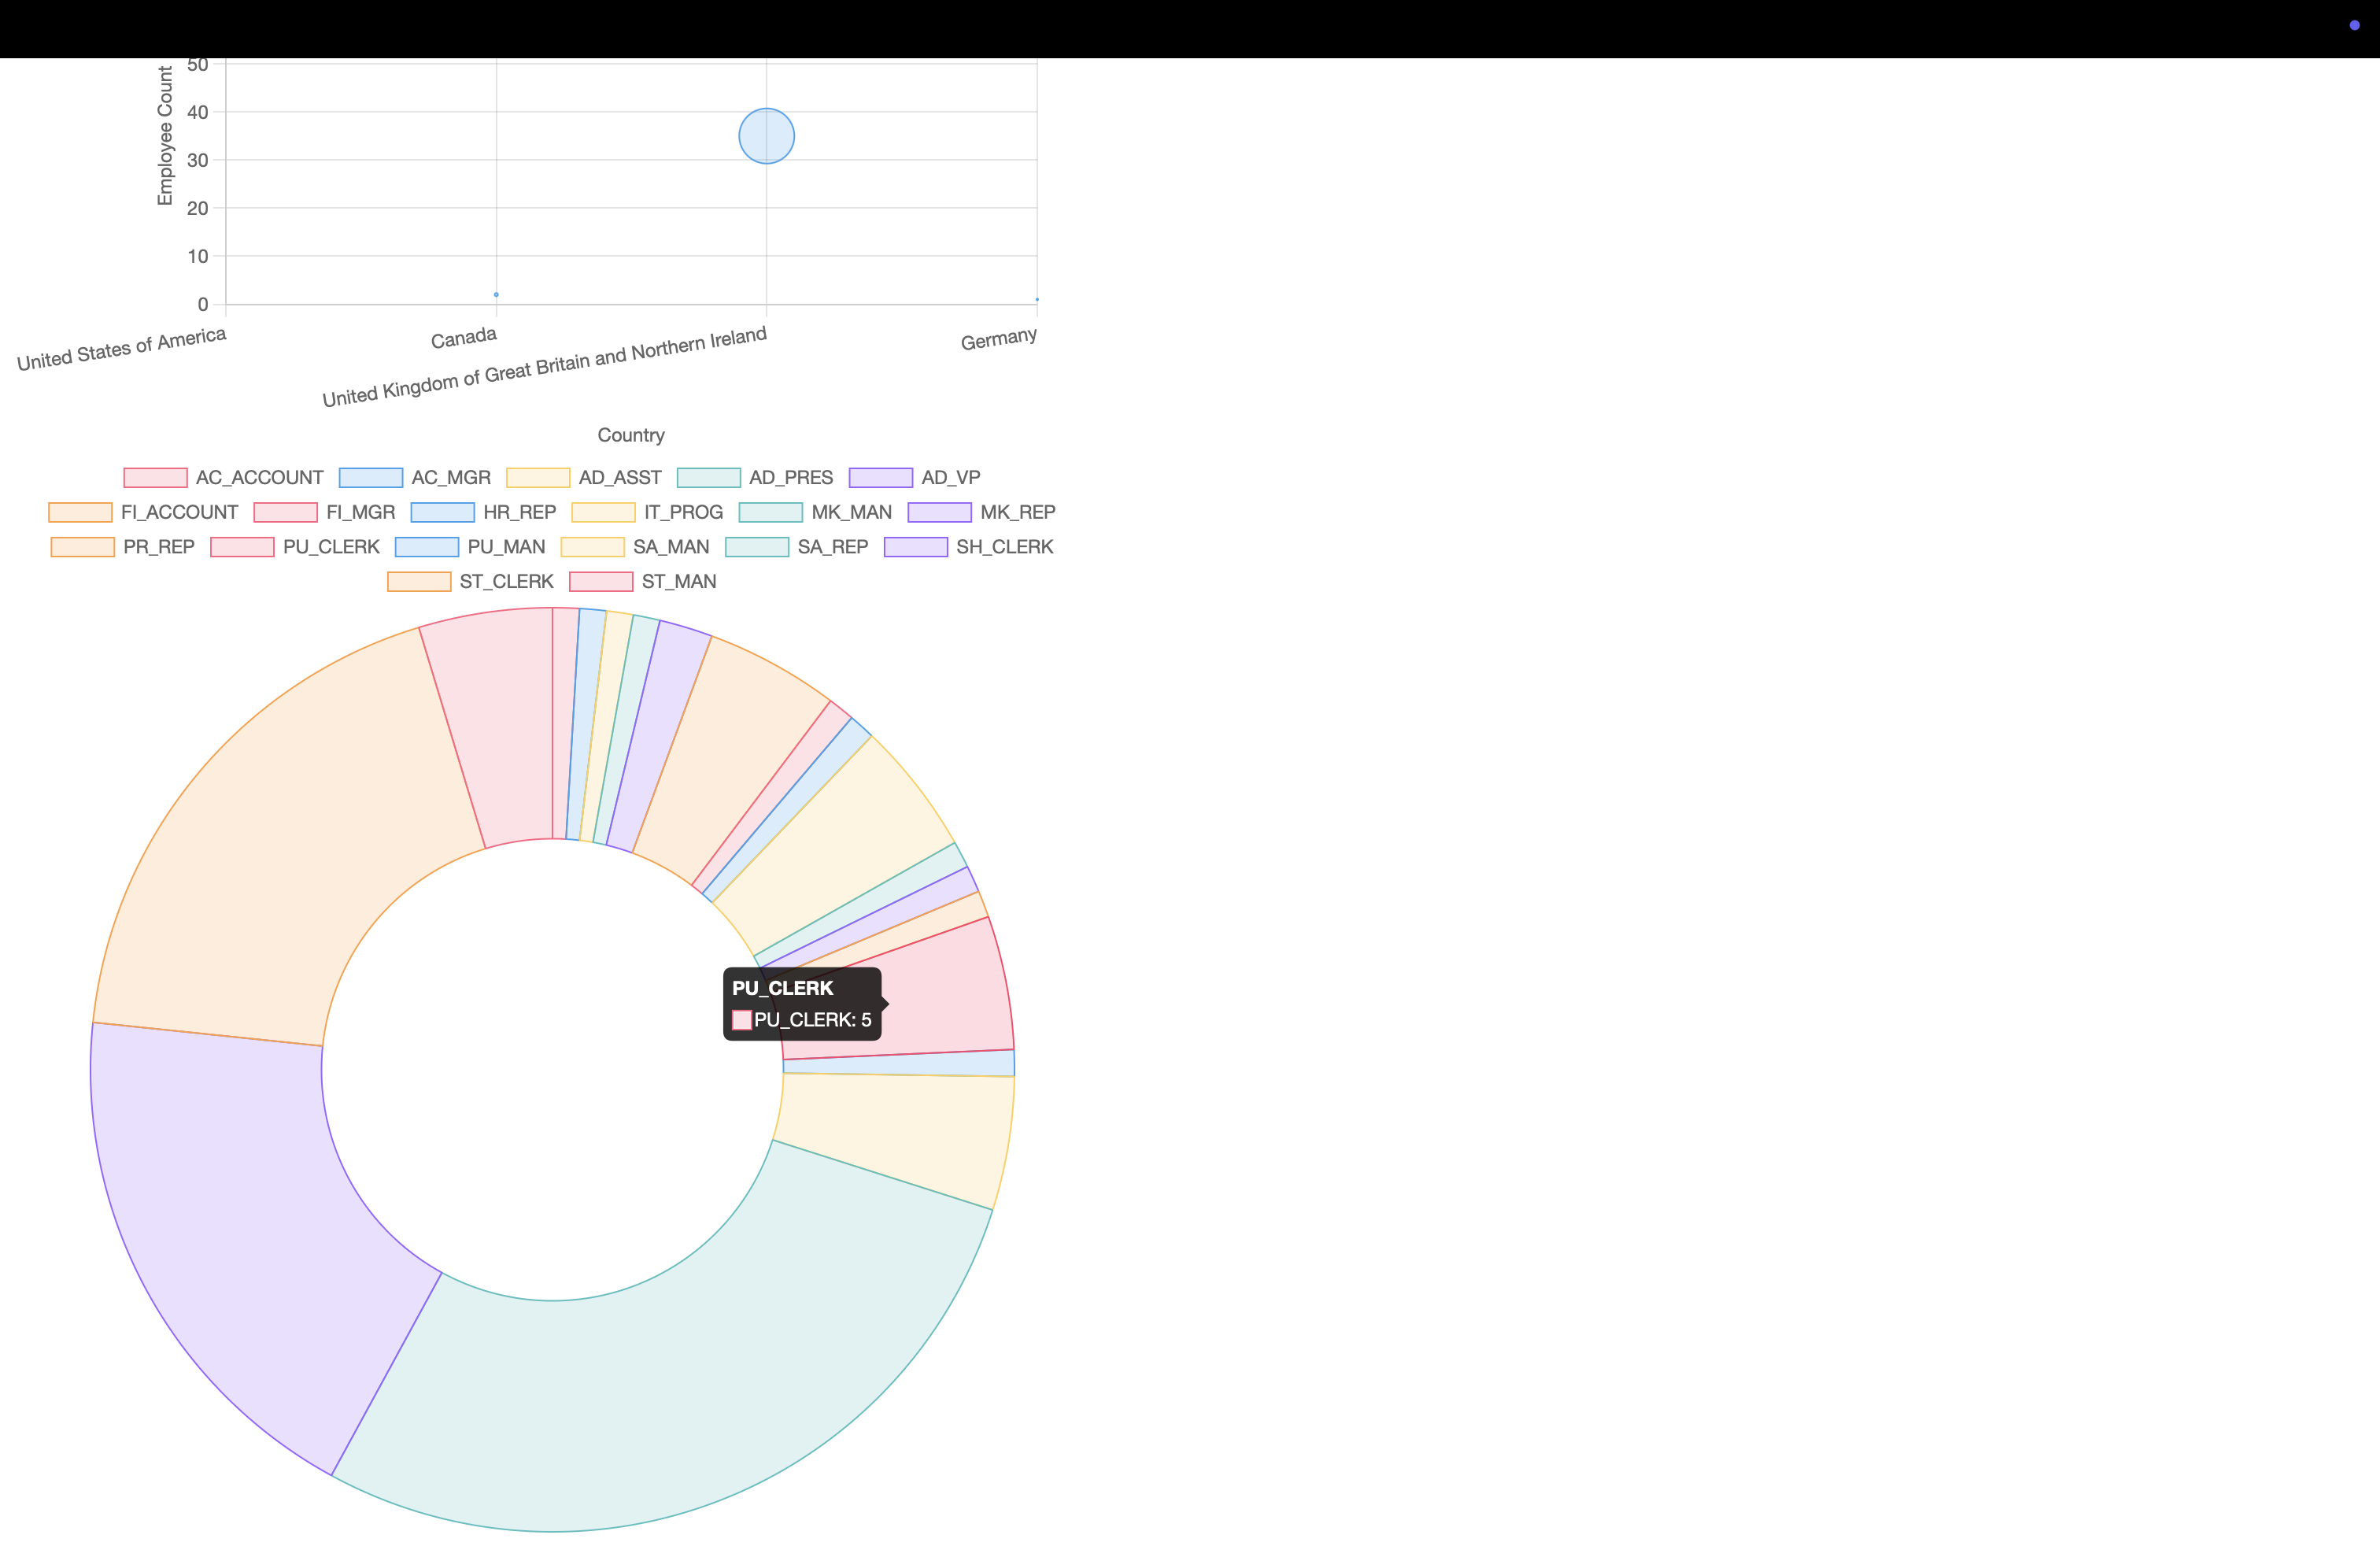 Employee Count
50
40
30
20
10
0
United States of America
Canada
United Kingdom of Great Britain and Northern Ireland
Germany
Country
AC_ACCOUNT AC_MGR AD_ASST AD_PRES AD_VP
FI_ACCOUNT FI_MGR HR_REP IT_PROG MK_MAN MK_REP
PR_REP PU_CLERK PU_MAN SA_MAN SA_REP SH_CLERK
ST_CLERK ST_MAN
PU_CLERK
PU_CLERK: 5